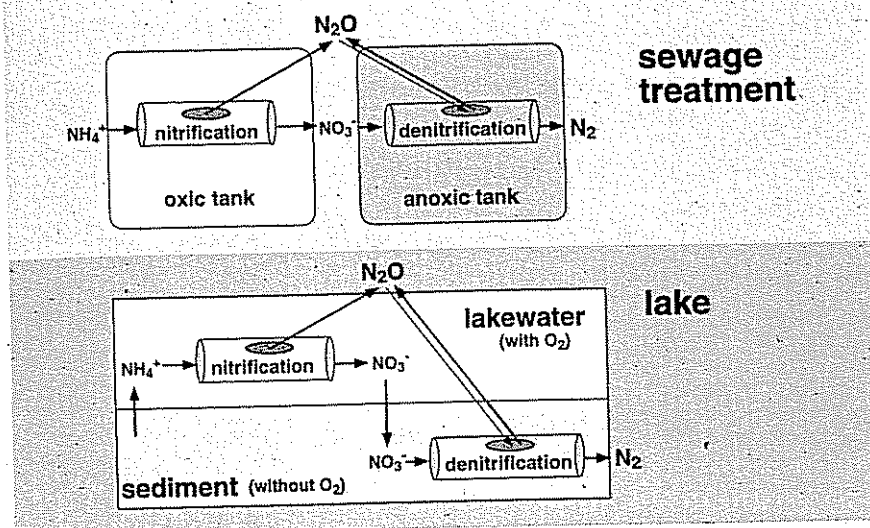 N₂O
sewage
treatment
NH₄⁺
nitrification
NO₃⁻
denitrification
N₂
oxic tank
anoxic tank
N₂O
lake
lakewater
(with O₂)
NH₄⁺
nitrification
NO₃⁻
NO₃⁻
denitrification
N₂
sediment (without O₂)